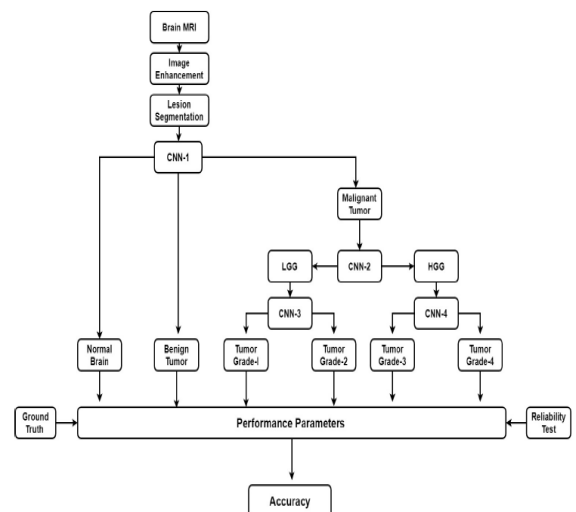 Brain MRI
Image
Enhancement
Lesion
Segmentation
CNN-1
Malignant
Tumor
LGG
CNN-2
HGG
CNN-3
CNN-4
Normal
Brain
Benign
Tumor
Tumor
Grade-I
Tumor
Grade-2
Tumor
Grade-3
Tumor
Grade-4
Ground
Truth
Performance Parameters
Reliability
Test
Accuracy